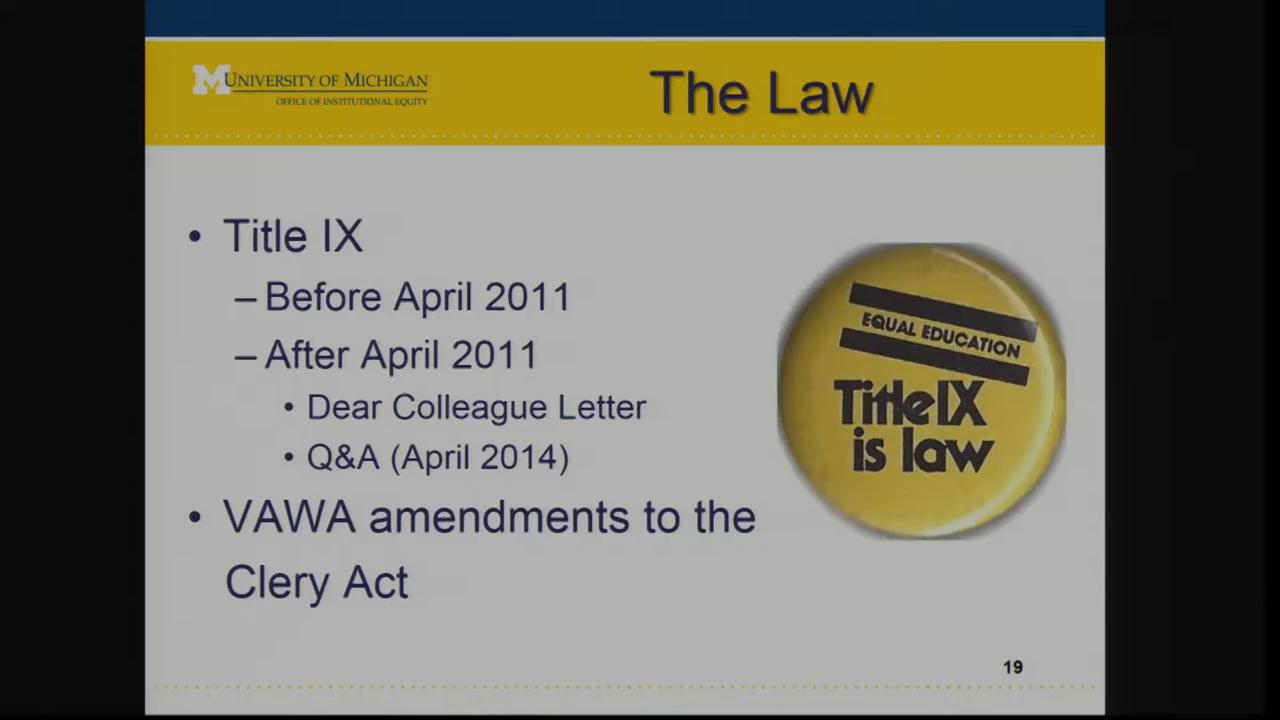 M UNIVERSITY OF MICHIGAN
OFFICE OF INSTITUTIONAL EQUITY
The Law
• Title IX
– Before April 2011
– After April 2011
• Dear Colleague Letter
• Q&A (April 2014)
• VAWA amendments to the
Clery Act
EQUAL EDUCATION
Title IX
is law
19